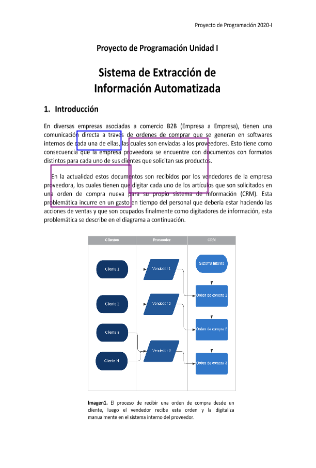 Proyecto de Programación 2020-I
Proyecto de Programación Unidad I
Sistema de Extracción de
Información Automatizada
1. Introducción
En diversas empresas asociadas a comercio B2B (Empresa a Empresa), tienen una
comunicación directa a través de ordenes de comprar que se generan en softwares
internos de cada una de ellas, las cuales son enviadas a los proveedores. Esto tiene como
consecuencia que la empresa proveedora se encuentre con documentos con formatos
distintos para cada uno de sus clientes que solicitan sus productos.
En la actualidad estos documentos son recibidos por los vendedores de la empresa
proveedora, los cuales tienen que digitar cada uno de los artículos que son solicitados en
una orden de compra nueva para su propio sistema de información (CRM). Esta
problemática incurre en un gasto en tiempo del personal que debería estar haciendo las
acciones de ventas y que son ocupados finalmente como digitadores de información, esta
problemática se describe en el diagrama a continuación.
Clientes Vendedor CRM
Cliente 1 Vendedor 1 Sistema Interno
Orden de compra 1
Cliente 2 Vendedor 2
Cliente 3 Orden de compra 2
Vendedor 3
Cliente 4 Orden de compra 3
Imagen1. El proceso de recibir una orden de compra desde un
cliente, luego el vendedor recibe esta orden y la digitaliza
manualmente en el sistema interno del proveedor.